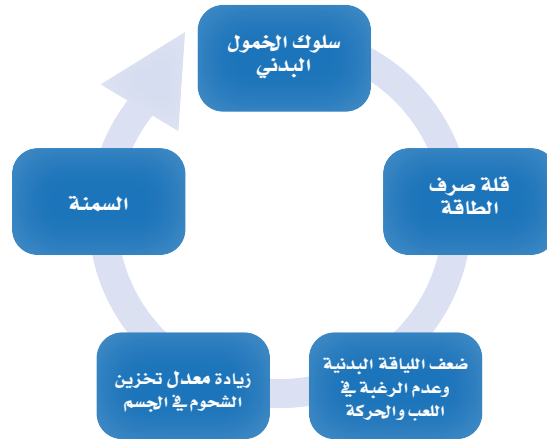 سلوك الخمول
البدني
قلة صرف
الطاقة
ضعف اللياقة البدنية
وعدم الرغبة في
اللعب والحركة
زيادة معدل تخزين
الشحوم في الجسم
السمنة